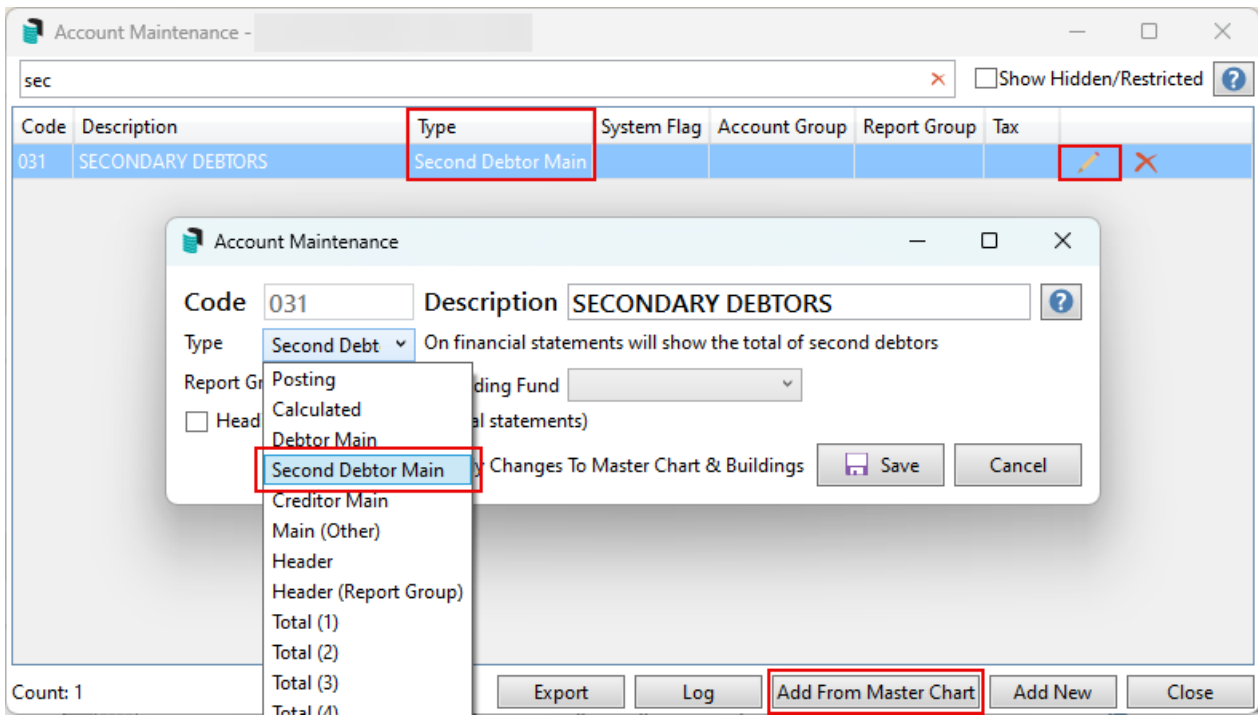 Account Maintenance -
sec
Show Hidden/Restricted
Code Description Type System Flag Account Group Report Group Tax
031 SECONDARY DEBTORS Second Debtor Main
Account Maintenance
Code 031 Description SECONDARY DEBTORS
Type Second Debt On financial statements will show the total of second debtors
Report Gr ding Fund
Head al statements)
y Changes To Master Chart & Buildings Save Cancel
Posting
Calculated
Debtor Main
Second Debtor Main
Creditor Main
Main (Other)
Header
Header (Report Group)
Total (1)
Total (2)
Total (3)
Total (4)
Count: 1 Export Log Add From Master Chart Add New Close